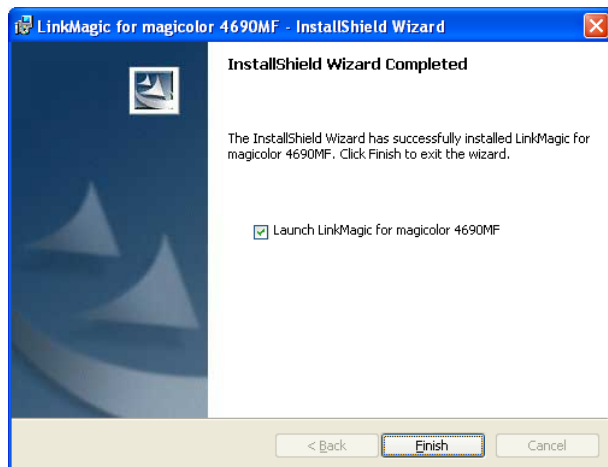 LinkMagic for magicolor 4690MF - InstallShield Wizard
InstallShield Wizard Completed
The InstallShield Wizard has successfully installed LinkMagic for
magicolor 4690MF. Click Finish to exit the wizard.
Launch LinkMagic for magicolor 4690MF
< Back
Finish
Cancel